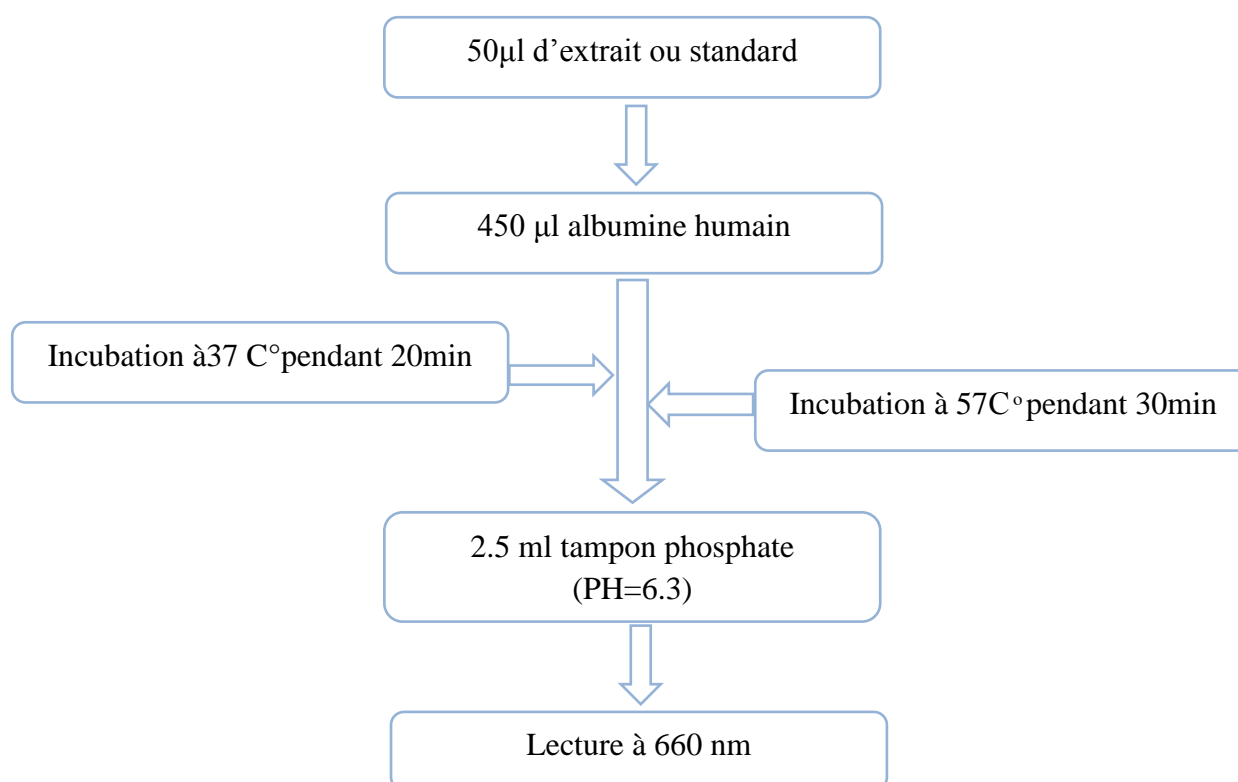 50μl d’extrait ou standard
450 μl albumine humain
Incubation à37 C°pendant 20min
Incubation à 57C° pendant 30min
2.5 ml tampon phosphate
(PH=6.3)
Lecture à 660 nm